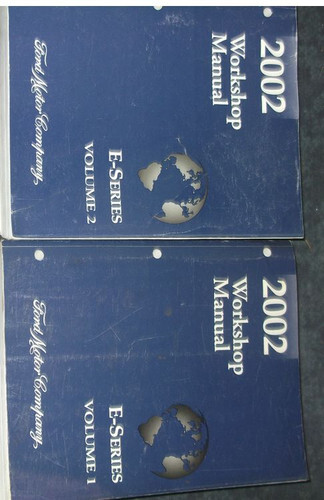 2002
Workshop
Manual
E-SERIES
VOLUME 2
Ford Motor Company
2002
Workshop
Manual
E-SERIES
VOLUME 1
Ford Motor Company